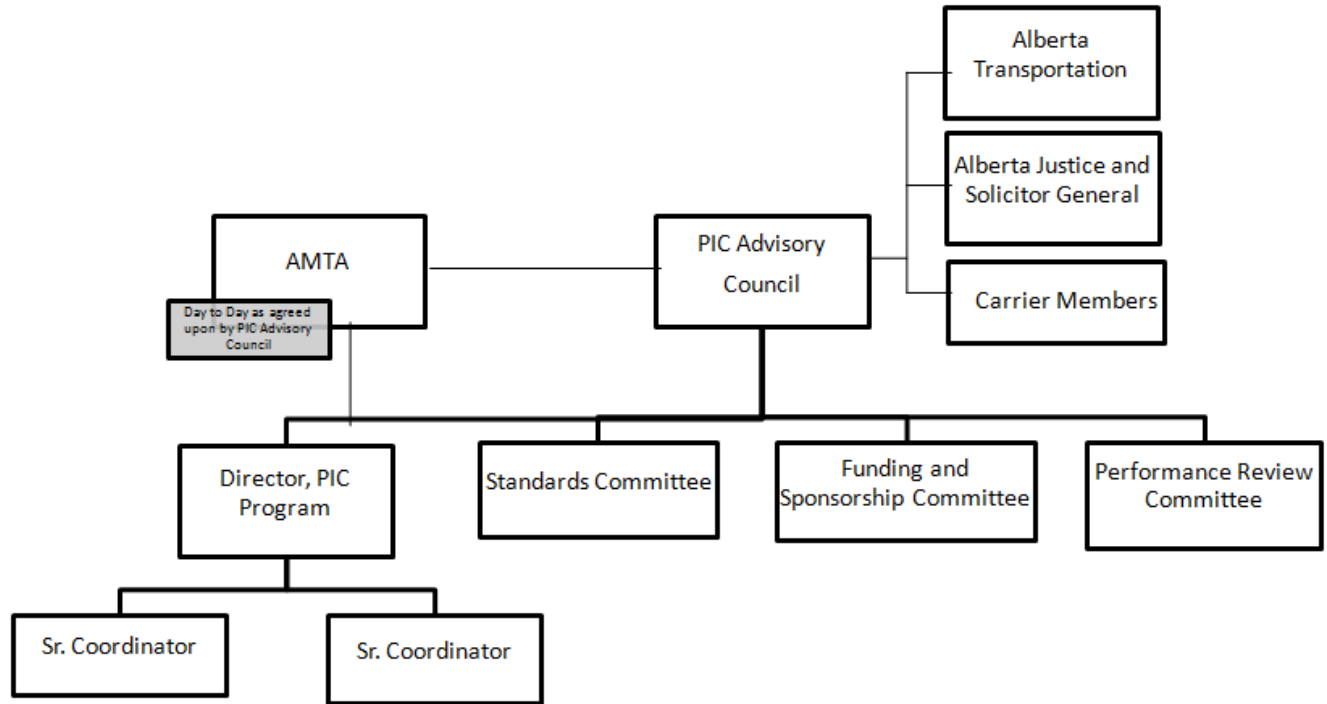 Alberta
Transportation
Alberta Justice and
Solicitor General
AMTA
PIC Advisory
Council
Carrier Members
Day to Day as agreed
upon by PIC Advisory
Council
Director, PIC
Program
Standards Committee
Funding and
Sponsorship Committee
Performance Review
Committee
Sr. Coordinator
Sr. Coordinator